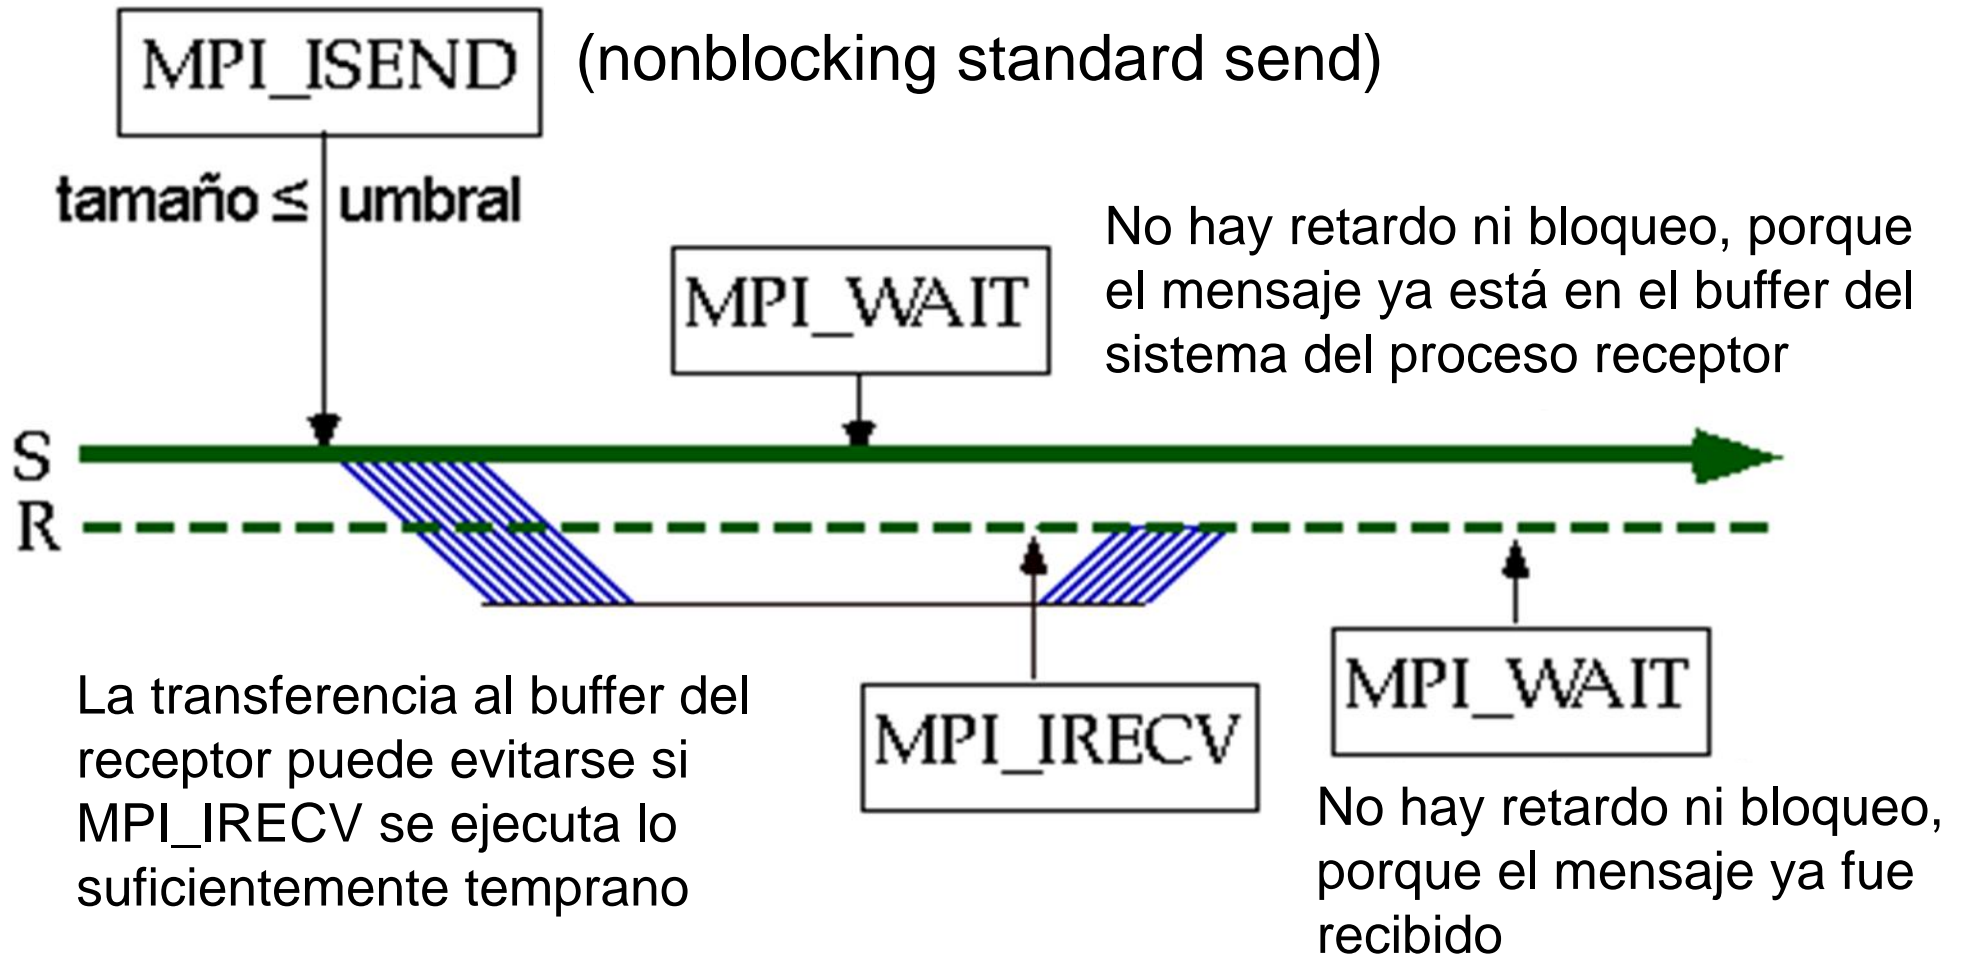 MPI_ISEND
(nonblocking standard send)
tamaño ≤ umbral
MPI_WAIT
No hay retardo ni bloqueo, porque
el mensaje ya está en el buffer del
sistema del proceso receptor
S
R
La transferencia al buffer del
receptor puede evitarse si
MPI_IRECV se ejecuta lo
suficientemente temprano
MPI_IRECV
MPI_WAIT
No hay retardo ni bloqueo,
porque el mensaje ya fue
recibido